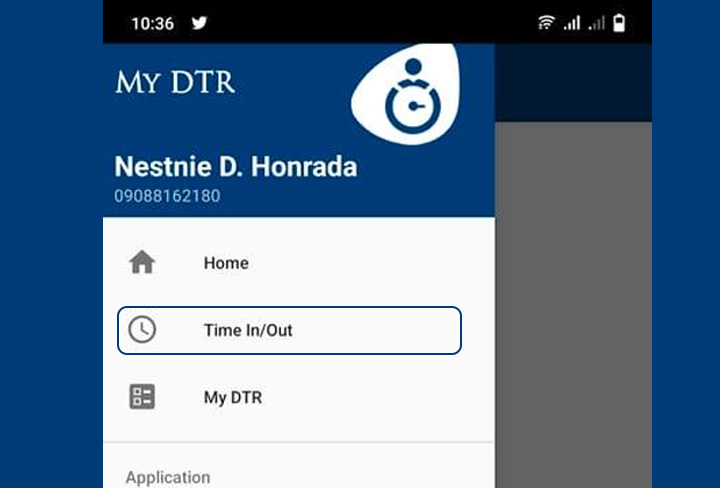 10:36
My DTR
Nestnie D. Honrada
09088162180
Home
Time In/Out
My DTR
Application